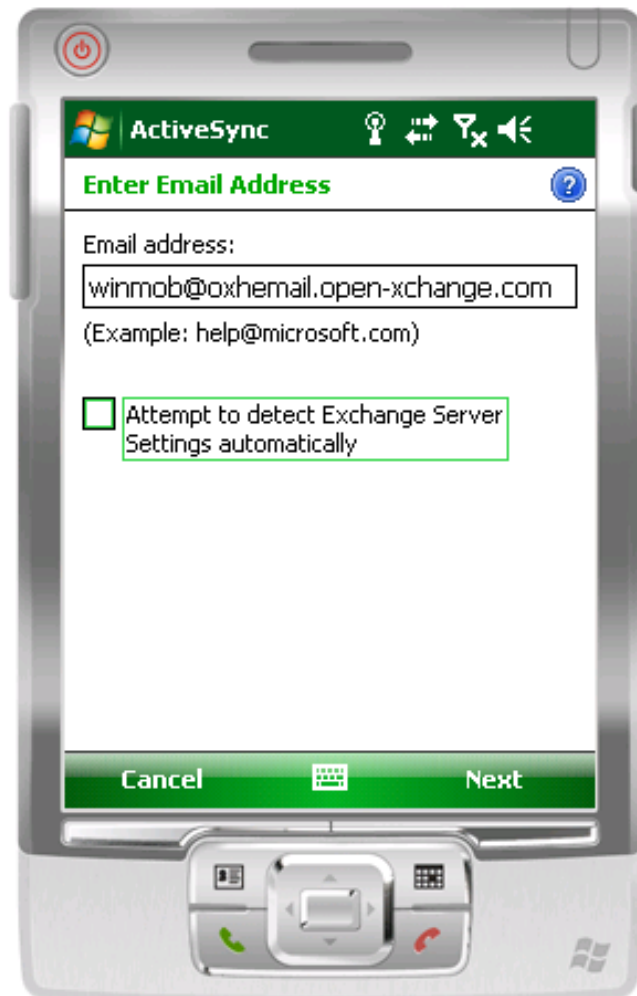 ActiveSync
Enter Email Address
?
Email address:
winmob@oxhemail.open-xchange.com
(Example: help@microsoft.com)
Attempt to detect Exchange Server
Settings automatically
Cancel
Next